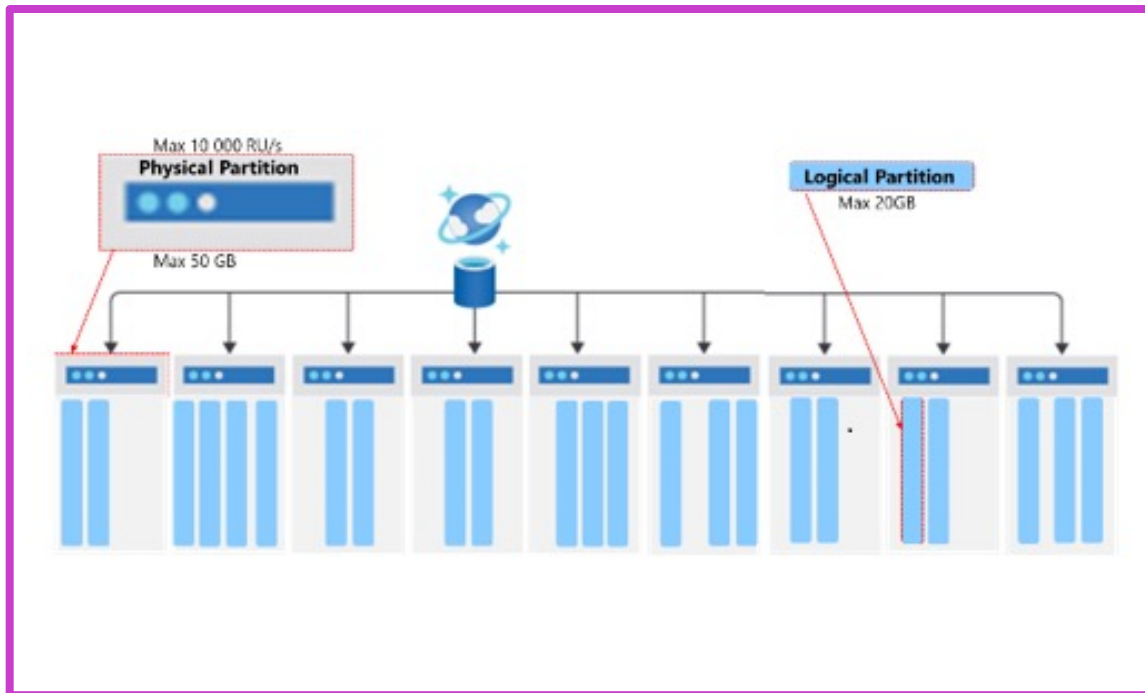 Max 10 000 RU/s
Physical Partition
Max 50 GB
Logical Partition
Max 20GB